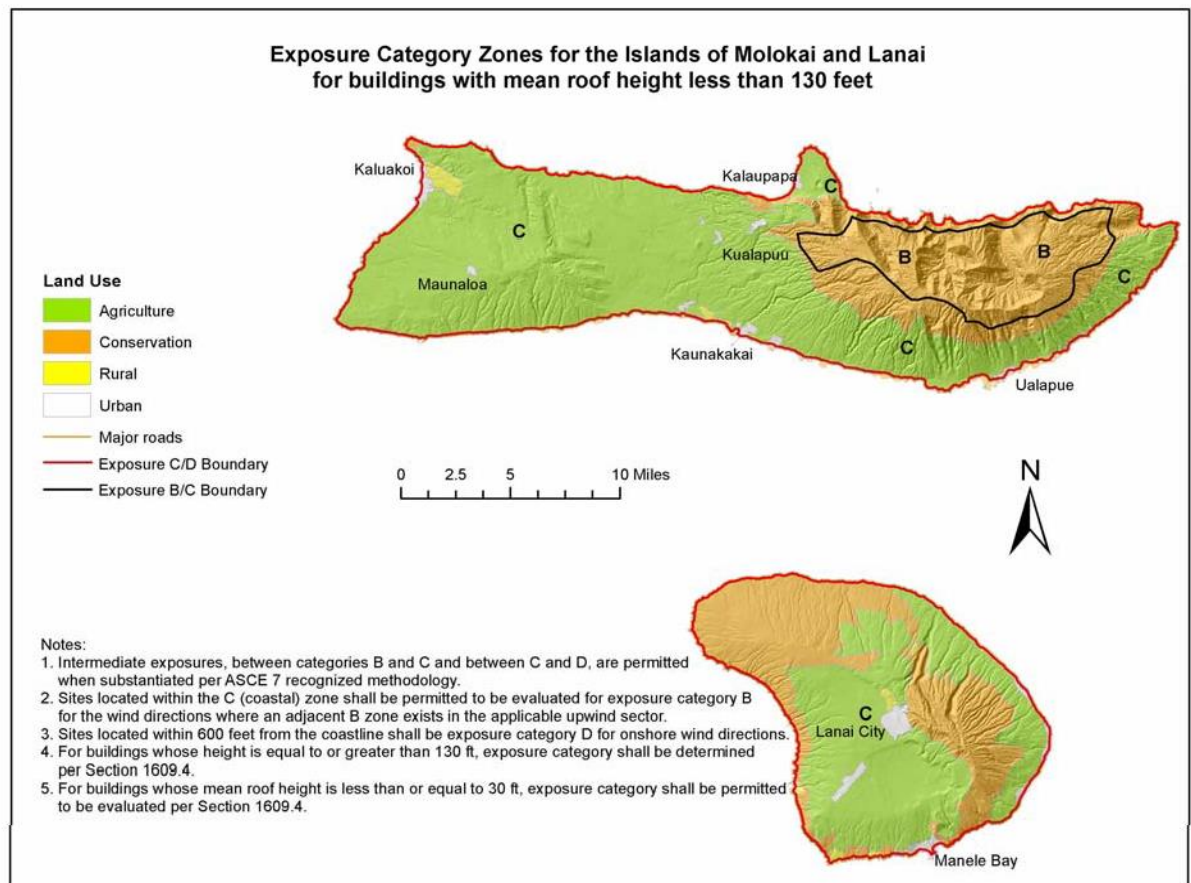 Exposure Category Zones for the Islands of Molokai and Lanai
for buildings with mean roof height less than 130 feet
Kaluakoi
Kalaupapa
C
C
B
B
Kualapuu
C
Maunaloa
C
Kaunakakai
Ualapue
Land Use
Agriculture
Conservation
Rural
Urban
Major roads
Exposure C/D Boundary
Exposure B/C Boundary
0 2.5 5 10 Miles
N
Notes:
1. Intermediate exposures, between categories B and C and between C and D, are permitted
when substantiated per ASCE 7 recognized methodology.
2. Sites located within the C (coastal) zone shall be permitted to be evaluated for exposure category B
for the wind directions where an adjacent B zone exists in the applicable upwind sector.
3. Sites located within 600 feet from the coastline shall be exposure category D for onshore wind directions.
4. For buildings whose height is equal to or greater than 130 ft, exposure category shall be determined
per Section 1609.4.
5. For buildings whose mean roof height is less than or equal to 30 ft, exposure category shall be permitted
to be evaluated per Section 1609.4.
C
Lanai City
Manele Bay